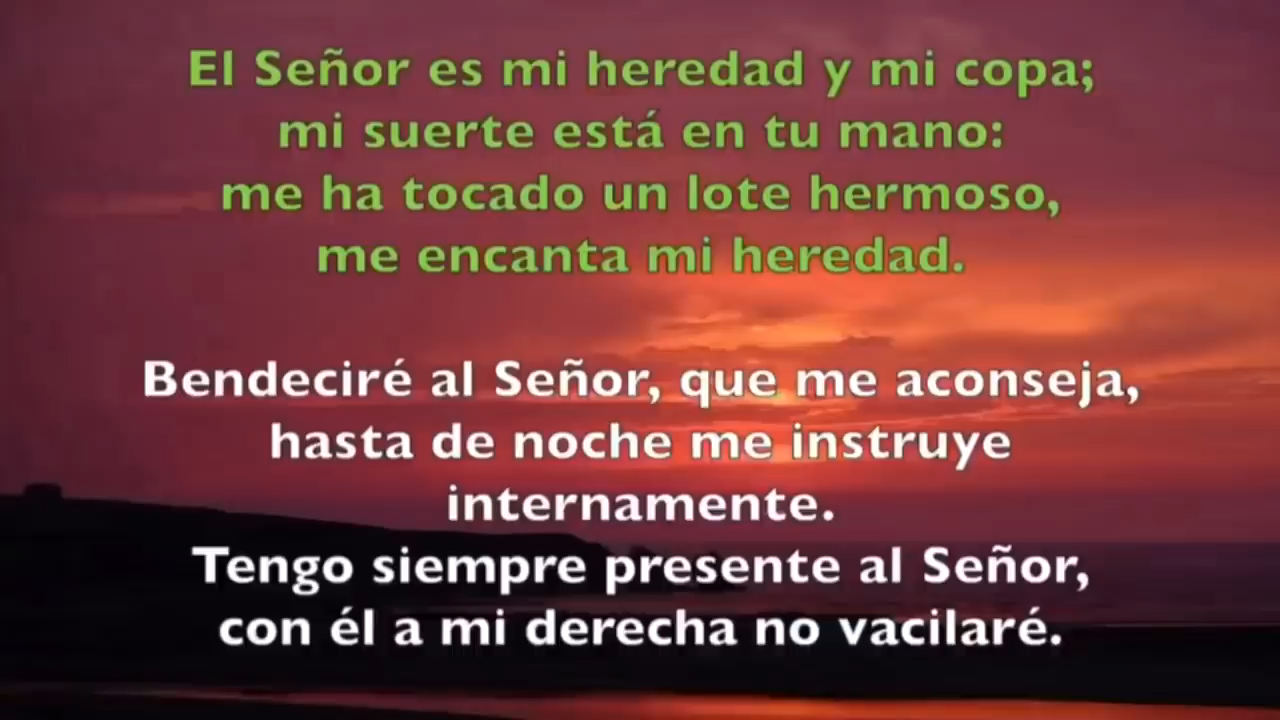 El Señor es mi heredad y mi copa;
mi suerte está en tu mano:
me ha tocado un lote hermoso,
me encanta mi heredad.
Bendeciré al Señor, que me aconseja,
hasta de noche me instruye
internamente.
Tengo siempre presente al Señor,
con él a mi derecha no vacilaré.